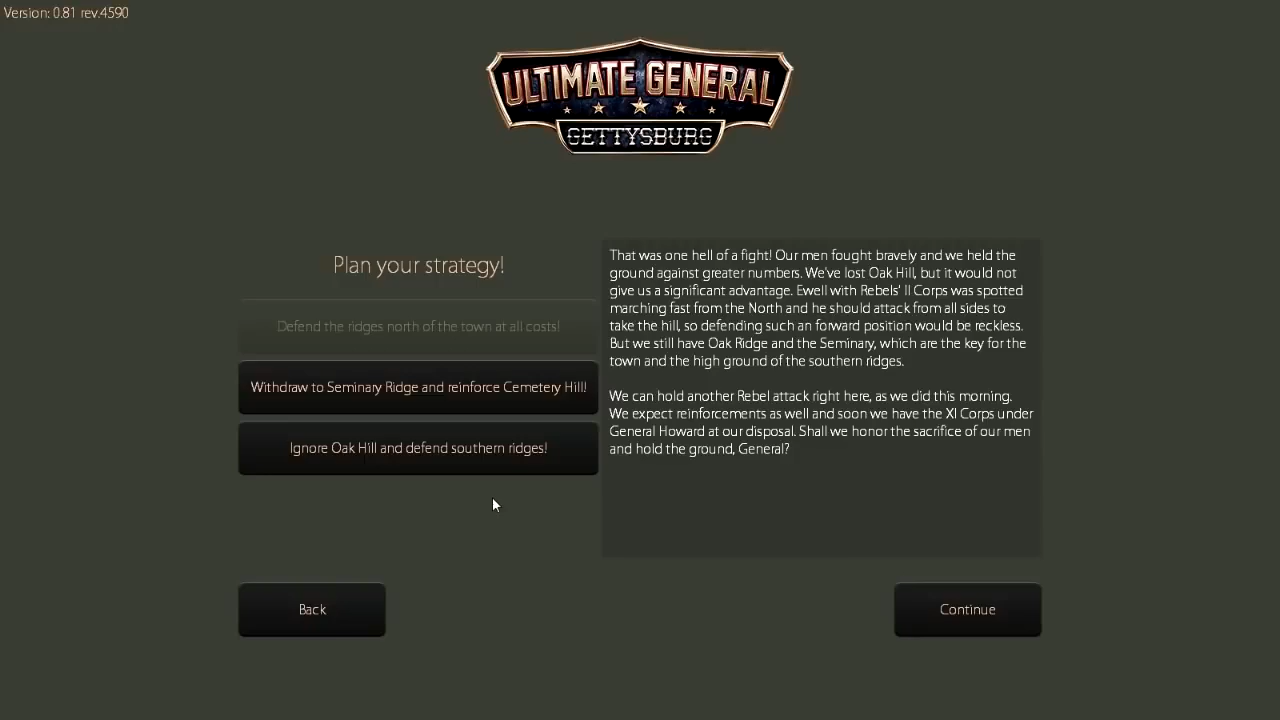 Version: 0.81 rev.4590
ULTIMATE GENERAL
GETTYSBURG
Plan your strategy!
Defend the ridges north of the town at all costs!
Withdraw to Seminary Ridge and reinforce Cemetery Hill!
Ignore Oak Hill and defend southern ridges!
That was one hell of a fight! Our men fought bravely and we held the
ground against greater numbers. We've lost Oak Hill, but it would not
give us a significant advantage. Ewell with Rebels' II Corps was spotted
marching fast from the North and he should attack from all sides to
take the hill, so defending such an forward position would be reckless.
But we still have Oak Ridge and the Seminary, which are the key for the
town and the high ground of the southern ridges.
We can hold another Rebel attack right here, as we did this morning.
We expect reinforcements as well and soon we have the XI Corps under
General Howard at our disposal. Shall we honor the sacrifice of our men
and hold the ground, General?
Back
Continue